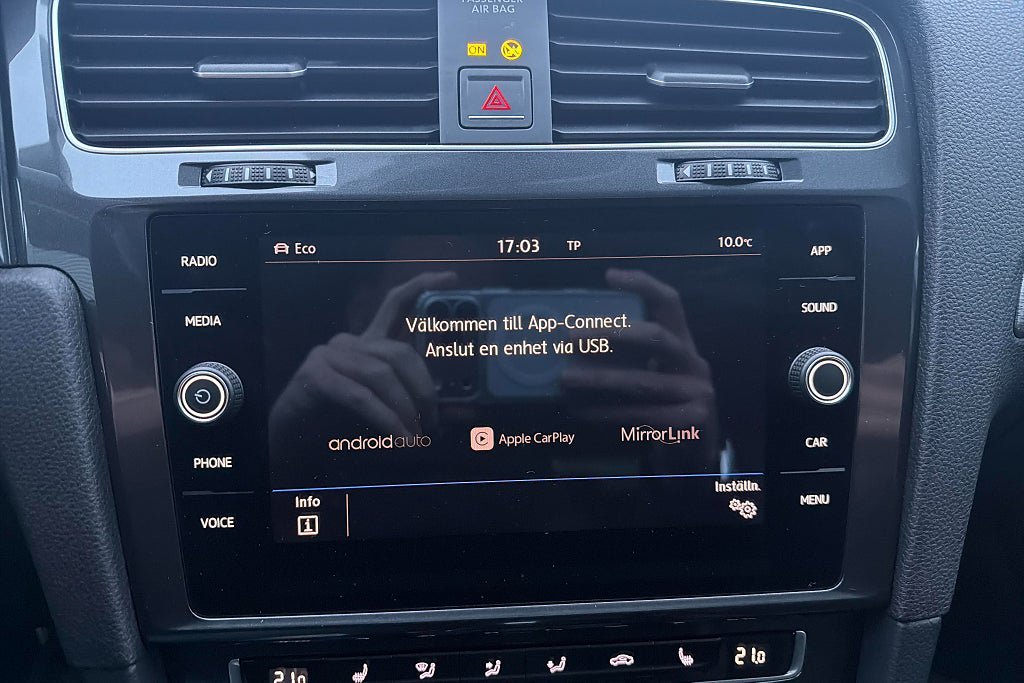 PASSENGER
AIR BAG
ON
RADIO
MEDIA
PHONE
VOICE
Eco
17:03
TP
10.0°C
Välkommen till App-Connect.
Anslut en enhet via USB.
androidauto
Apple CarPlay
MirrorLink
Info
i
Inställn.
APP
SOUND
CAR
MENU
21.0
21.0